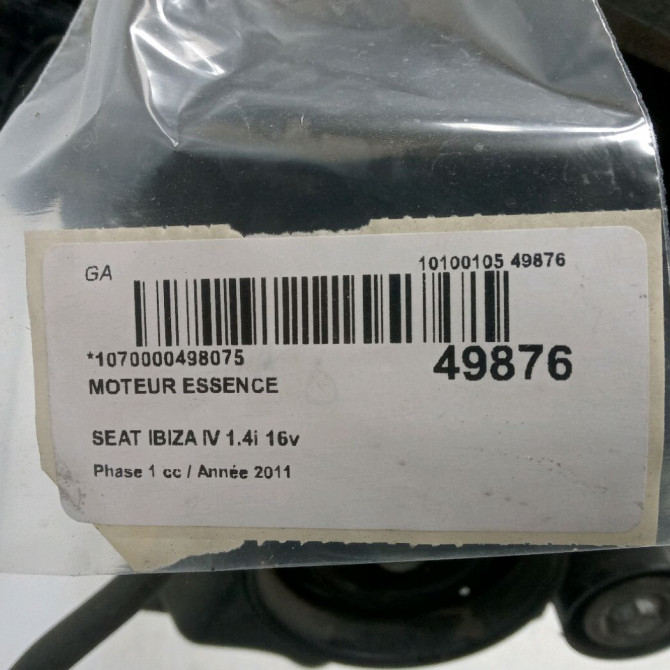 GA
10100105 49876
*1070000498075
49876
MOTEUR ESSENCE
SEAT IBIZA IV 1.4i 16v
Phase 1 cc / Année 2011